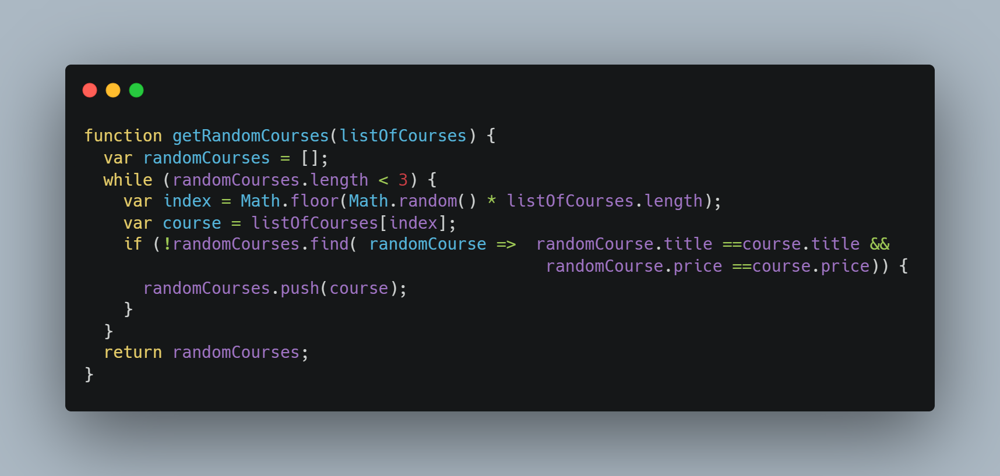 function getRandomCourses(listOfCourses) {
  var randomCourses = [];
  while (randomCourses.length < 3) {
    var index = Math.floor(Math.random() * listOfCourses.length);
    var course = listOfCourses[index];
    if (!randomCourses.find( randomCourse =>  randomCourse.title ==course.title &&
                                               randomCourse.price ==course.price)) {
      randomCourses.push(course);
    }
  }
  return randomCourses;
}